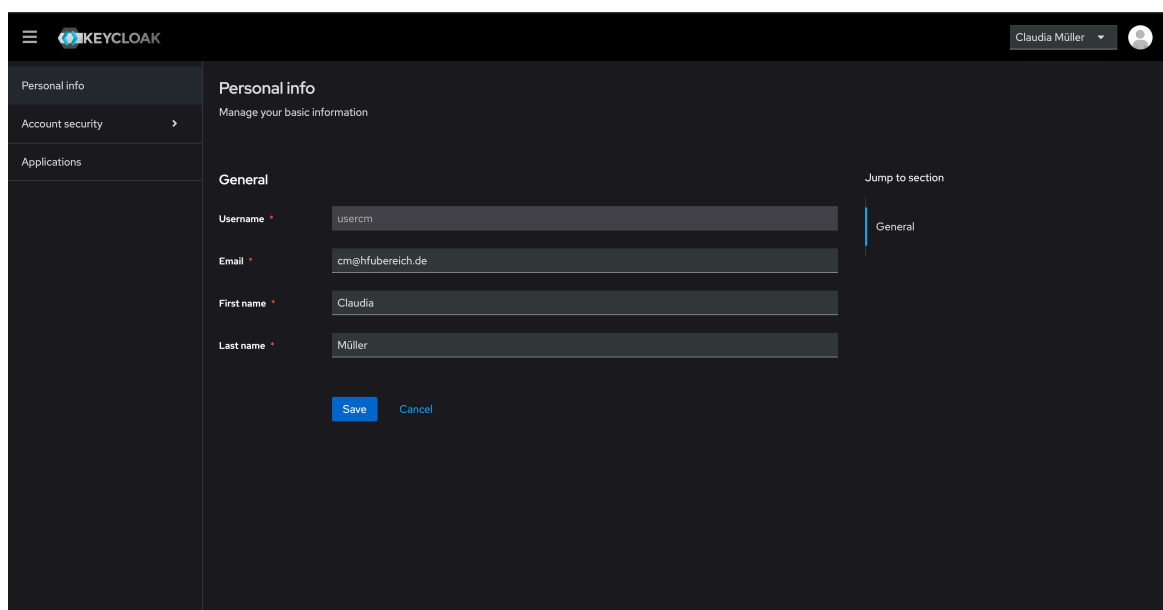 KEYCLOAK
Claudia Müller
Personal info
Account security
Applications
Personal info
Manage your basic information
General
Username *
usercm
Email *
cm@hfubereich.de
First name *
Claudia
Last name *
Müller
Save
Cancel
Jump to section
General